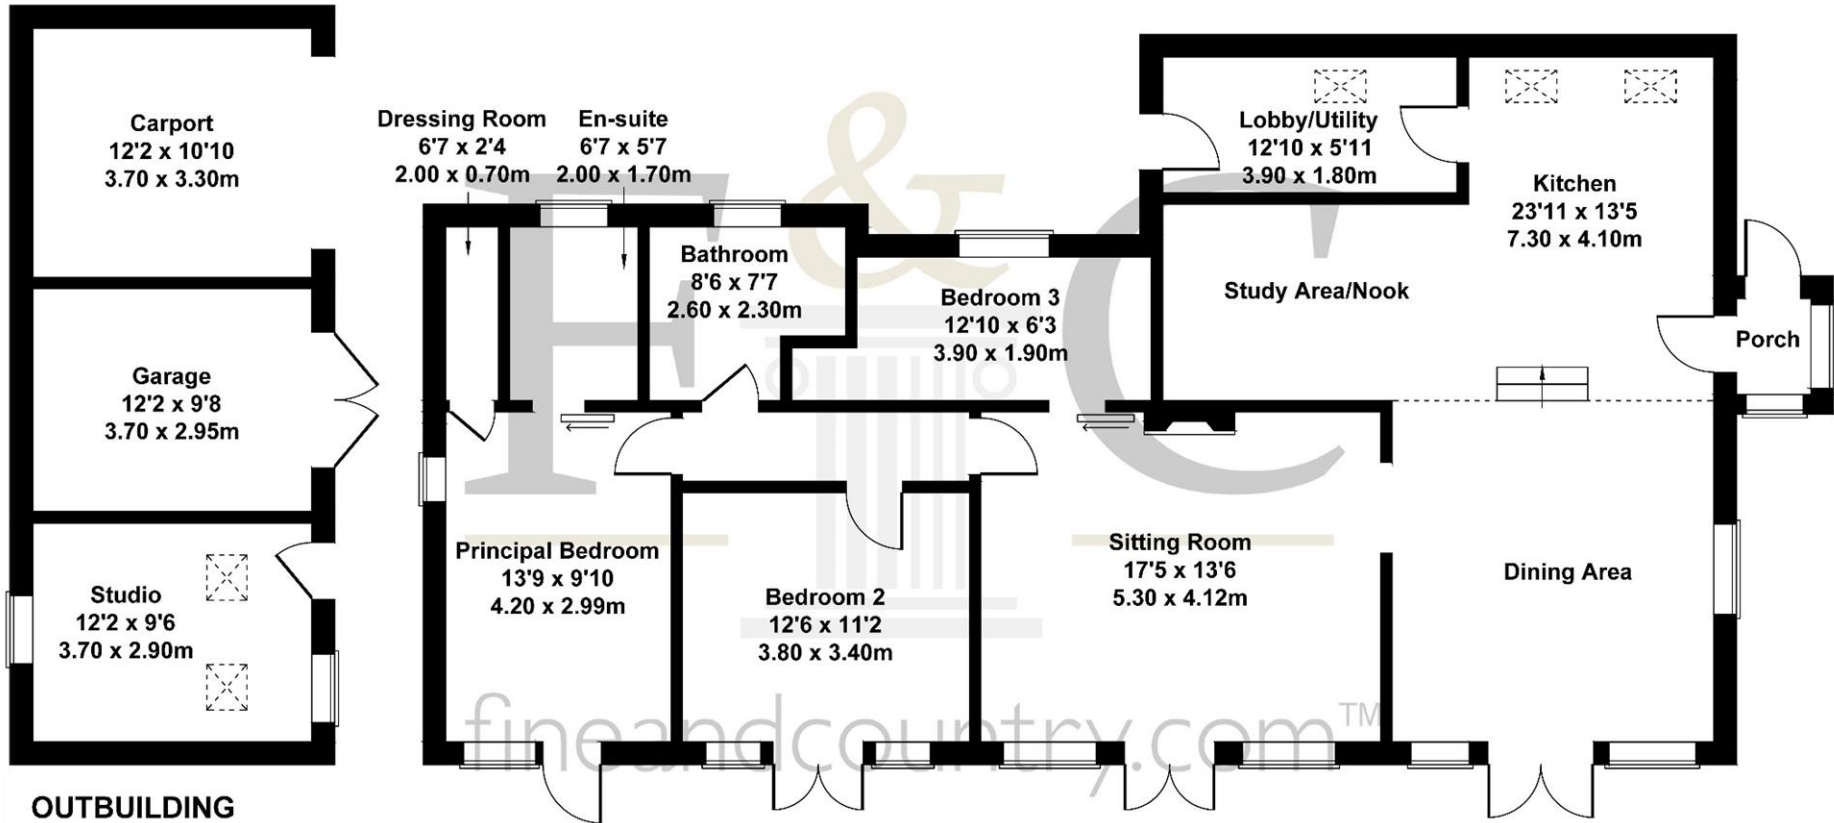 Carport
12'2 x 10'10
3.70 x 3.30m
Dressing Room
6'7 x 2'4
2.00 x 0.70m
En-suite
6'7 x 5'7
2.00 x 1.70m
Lobby/Utility
12'10 x 5'11
3.90 x 1.80m
Kitchen
23'11 x 13'5
7.30 x 4.10m
Bathroom
8'6 x 7'7
2.60 x 2.30m
Bedroom 3
12'10 x 6'3
3.90 x 1.90m
Study Area/Nook
Porch
Garage
12'2 x 9'8
3.70 x 2.95m
Principal Bedroom
13'9 x 9'10
4.20 x 2.99m
Sitting Room
17'5 x 13'6
5.30 x 4.12m
Dining Area
Studio
12'2 x 9'6
3.70 x 2.90m
Bedroom 2
12'6 x 11'2
3.80 x 3.40m
F&C
fineandcountry.com™
OUTBUILDING